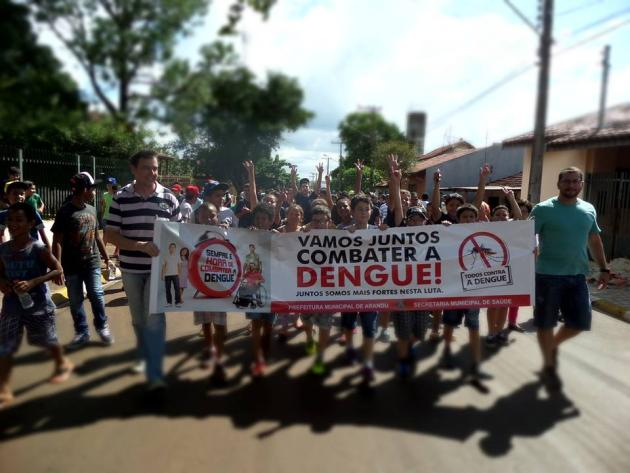 SEMPRE É
HORA DE
COMBATER A
DENGUE
VAMOS JUNTOS
COMBATER A
DENGUE!
JUNTOS SOMOS MAIS FORTES NESTA LUTA.
TODOS CONTRA
A DENGUE
PREFEITURA MUNICIPAL DE ARANDU
SECRETARIA MUNICIPAL DE SAÚDE